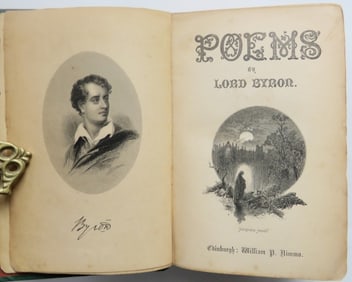 Byron
POEMS
BY
LORD BYRON.
Edinburgh: William P. Nimmo.